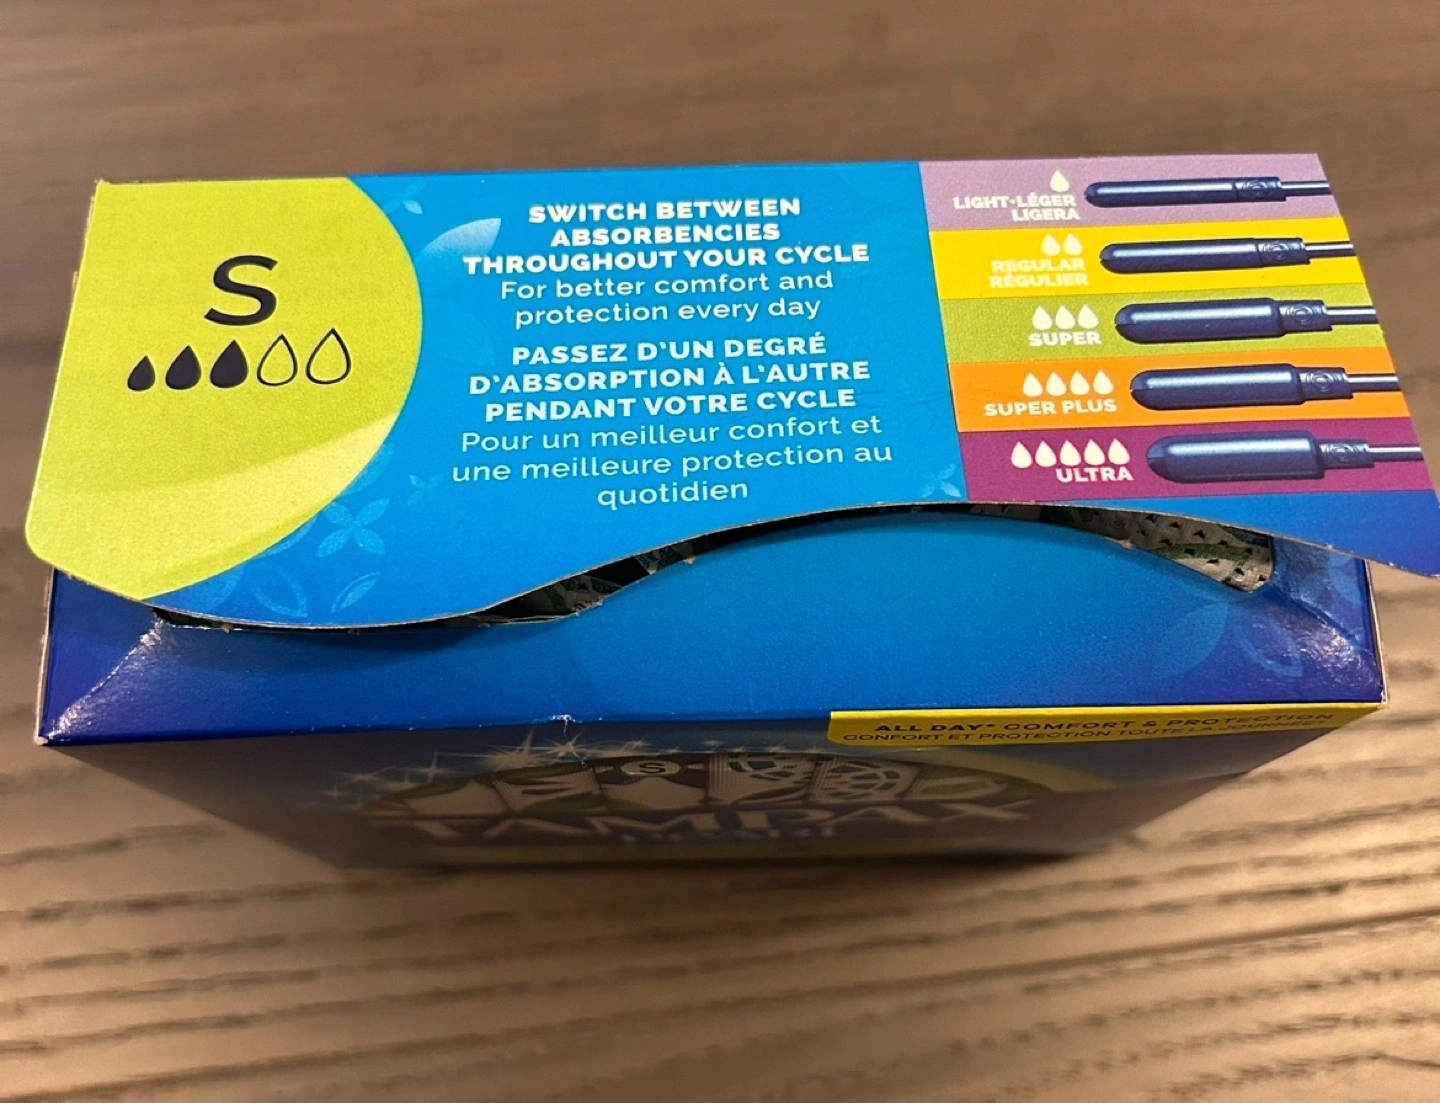 S
SWITCH BETWEEN
ABSORBENCIES
THROUGHOUT YOUR CYCLE
For better comfort and
protection every day
PASSEZ D'UN DEGRÉ
D'ABSORPTION À L'AUTRE
PENDANT VOTRE CYCLE
Pour un meilleur confort et
une meilleure protection au
quotidien
LIGHT•LÉGER
LIGERA
REGULAR
RÉGULIER
SUPER
SUPER PLUS
ULTRA
ALL DAY* COMFORT & PROTECTION
CONFORT ET PROTECTION TOUTE LA JOURNÉE*
S
TAMPAX
PEARL